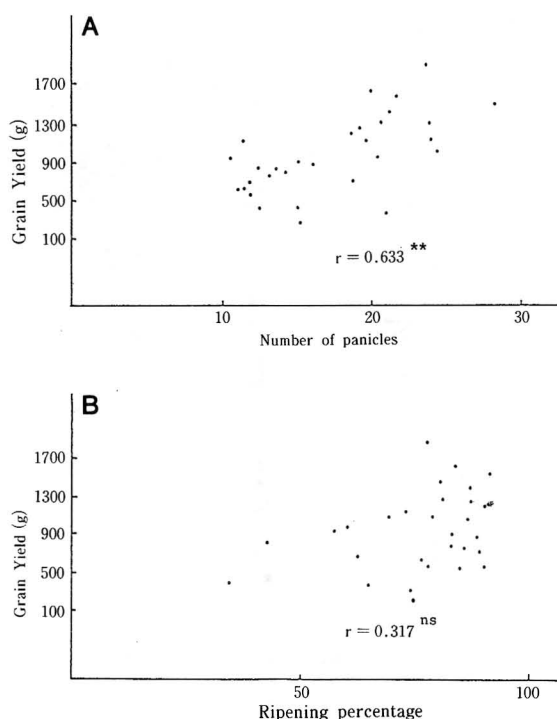 A
Grain Yield (g)
1700
1300
900
500
100
r = 0.633 **
10 20 30
Number of panicles
B
Grain Yield (g)
1700
1300
900
500
100
r = 0.317 ns
50 100
Ripening percentage